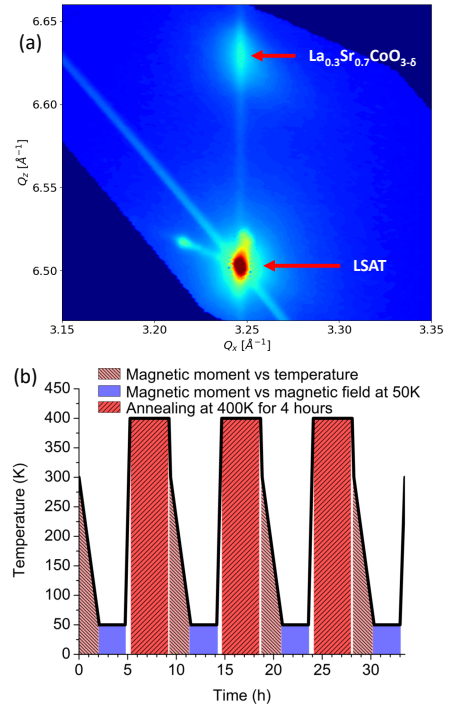 (a)
6.65
6.60
6.55
6.50
Q_z [Å⁻¹]
La₀.₃Sr₀.₇CoO₃₋δ
LSAT
3.15 3.20 3.25 3.30 3.35
Q_x [Å⁻¹]
(b)
Magnetic moment vs temperature
Magnetic moment vs magnetic field at 50K
Annealing at 400K for 4 hours
450
400
350
300
250
200
150
100
50
0
Temperature (K)
0 5 10 15 20 25 30
Time (h)